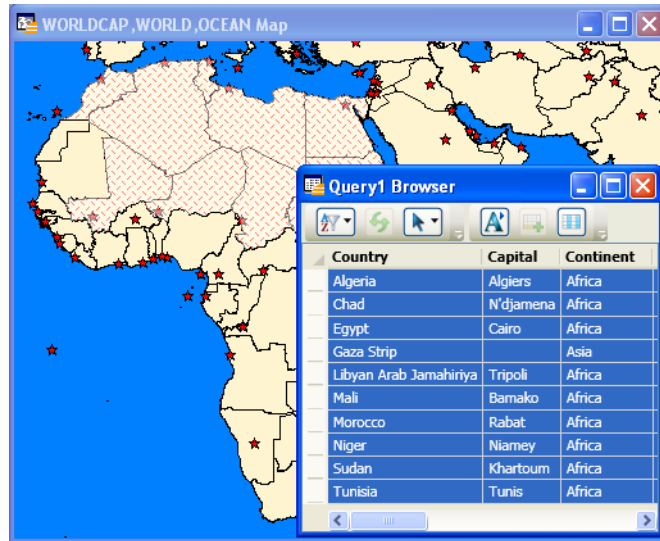 WORLDCAP,WORLD,OCEAN Map
Query1 Browser
Country Capital Continent
Algeria Algiers Africa
Chad N'djamena Africa
Egypt Cairo Africa
Gaza Strip Asia
Libyan Arab Jamahiriya Tripoli Africa
Mali Bamako Africa
Morocco Rabat Africa
Niger Niamey Africa
Sudan Khartoum Africa
Tunisia Tunis Africa